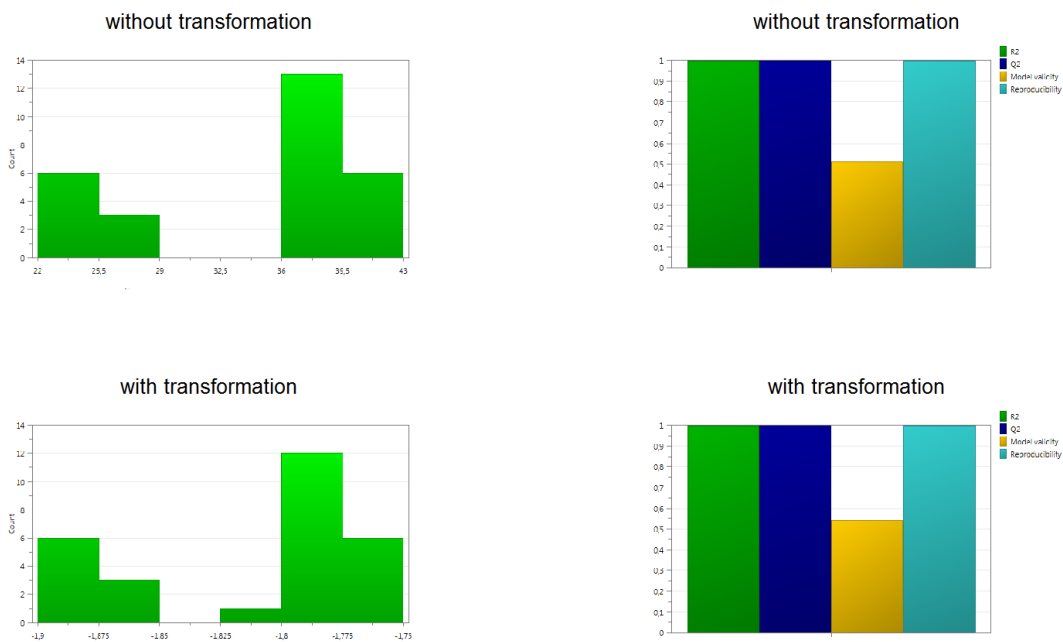 without transformation
without transformation
14
12
10
8
6
4
2
0
Count
22 25,5 29 32,5 36 39,5 43
1
0,9
0,8
0,7
0,6
0,5
0,4
0,3
0,2
0,1
0
R2
Q2
Model validity
Reproducibility
with transformation
with transformation
14
12
10
8
6
4
2
0
Count
-1,9 -1,875 -1,85 -1,825 -1,8 -1,775 -1,75
1
0,9
0,8
0,7
0,6
0,5
0,4
0,3
0,2
0,1
0
R2
Q2
Model validity
Reproducibility